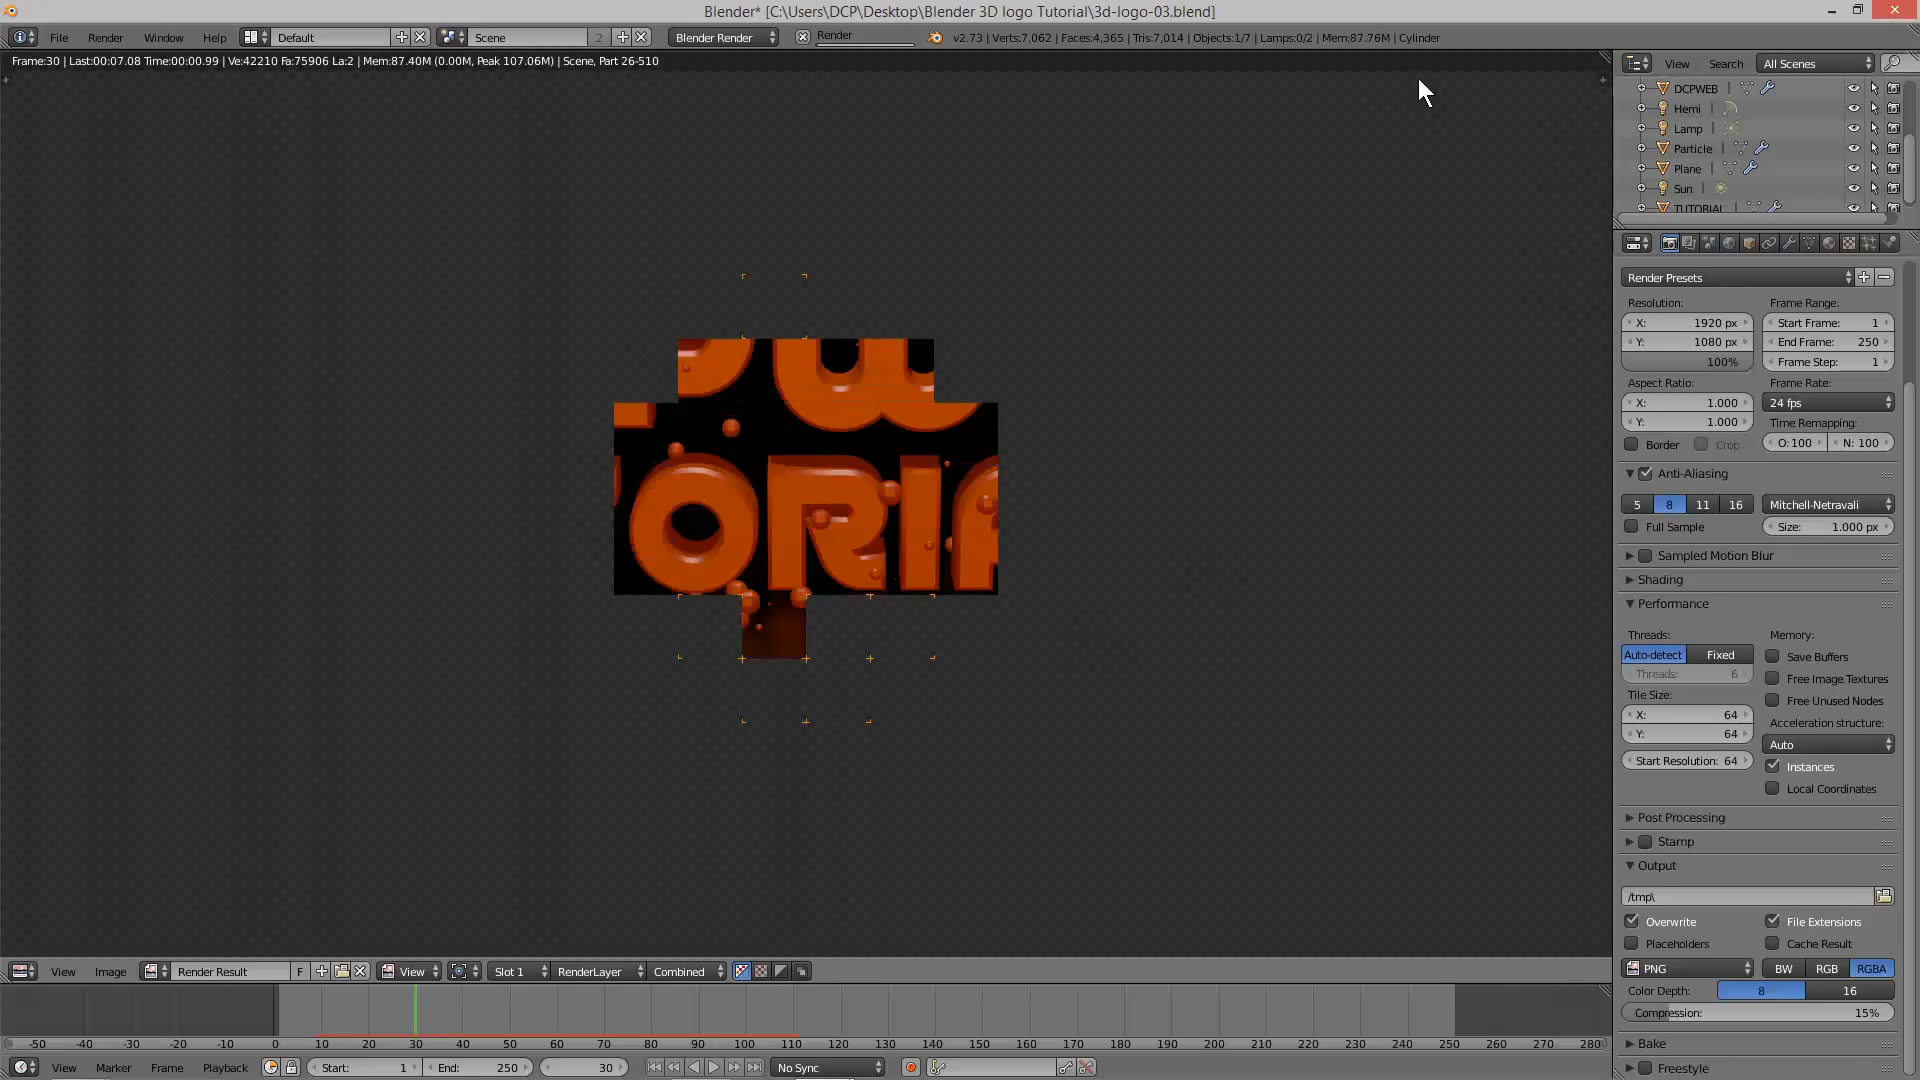 Blender* [C:\Users\DCP\Desktop\Blender 3D logo Tutorial\3d-logo-03.blend]
File Render Window Help Default Scene 2 Blender Render Render v2.73 | Verts:7,062 | Faces:4,365 | Tris:7,014 | Objects:1/7 | Lamps:0/2 | Mem:87.76M | Cylinder
Frame:30 | Last:00:07.08 Time:00:00.99 | Ve:42210 Fa:75906 La:2 | Mem:87.40M (0.00M, Peak 107.06M) | Scene, Part 26-510
View Search All Scenes
DCPWEB
Hemi
Lamp
Particle
Plane
Sun
TUTORIAL
Render Presets
Resolution: Frame Range:
X: 1920 px Start Frame: 1
Y: 1080 px End Frame: 250
100% Frame Step: 1
Aspect Ratio: Frame Rate:
X: 1.000 24 fps
Y: 1.000 Time Remapping:
Border Crop O: 100 N: 100
Anti-Aliasing
5 8 11 16 Mitchell-Netravali
Full Sample Size: 1.000 px
Sampled Motion Blur
Shading
Performance
Threads: Memory:
Auto-detect Fixed Save Buffers
Threads: 6 Free Image Textures
Tile Size: Free Unused Nodes
X: 64 Acceleration structure:
Y: 64 Auto
Start Resolution: 64 Instances
Local Coordinates
Post Processing
Stamp
Output
/tmp\
Overwrite File Extensions
Placeholders Cache Result
PNG BW RGB RGBA
Color Depth: 8 16
Compression: 15%
Bake
Freestyle
ORI
View Image Render Result F View Slot 1 RenderLayer Combined
-50 -40 -30 -20 -10 0 10 20 30 40 50 60 70 80 90 100 110 120 130 140 150 160 170 180 190 200 210 220 230 240 250 260 270 280
View Marker Frame Playback Start: 1 End: 250 30 No Sync